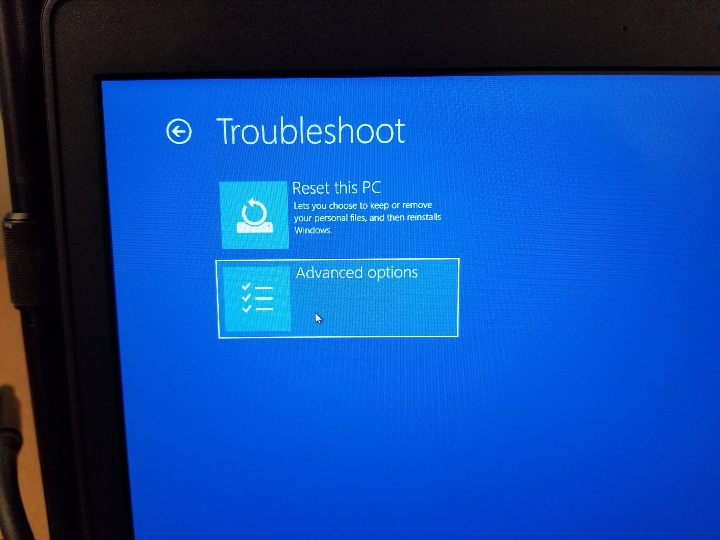 Troubleshoot
Reset this PC
Lets you choose to keep or remove
your personal files, and then reinstalls
Windows.
Advanced options